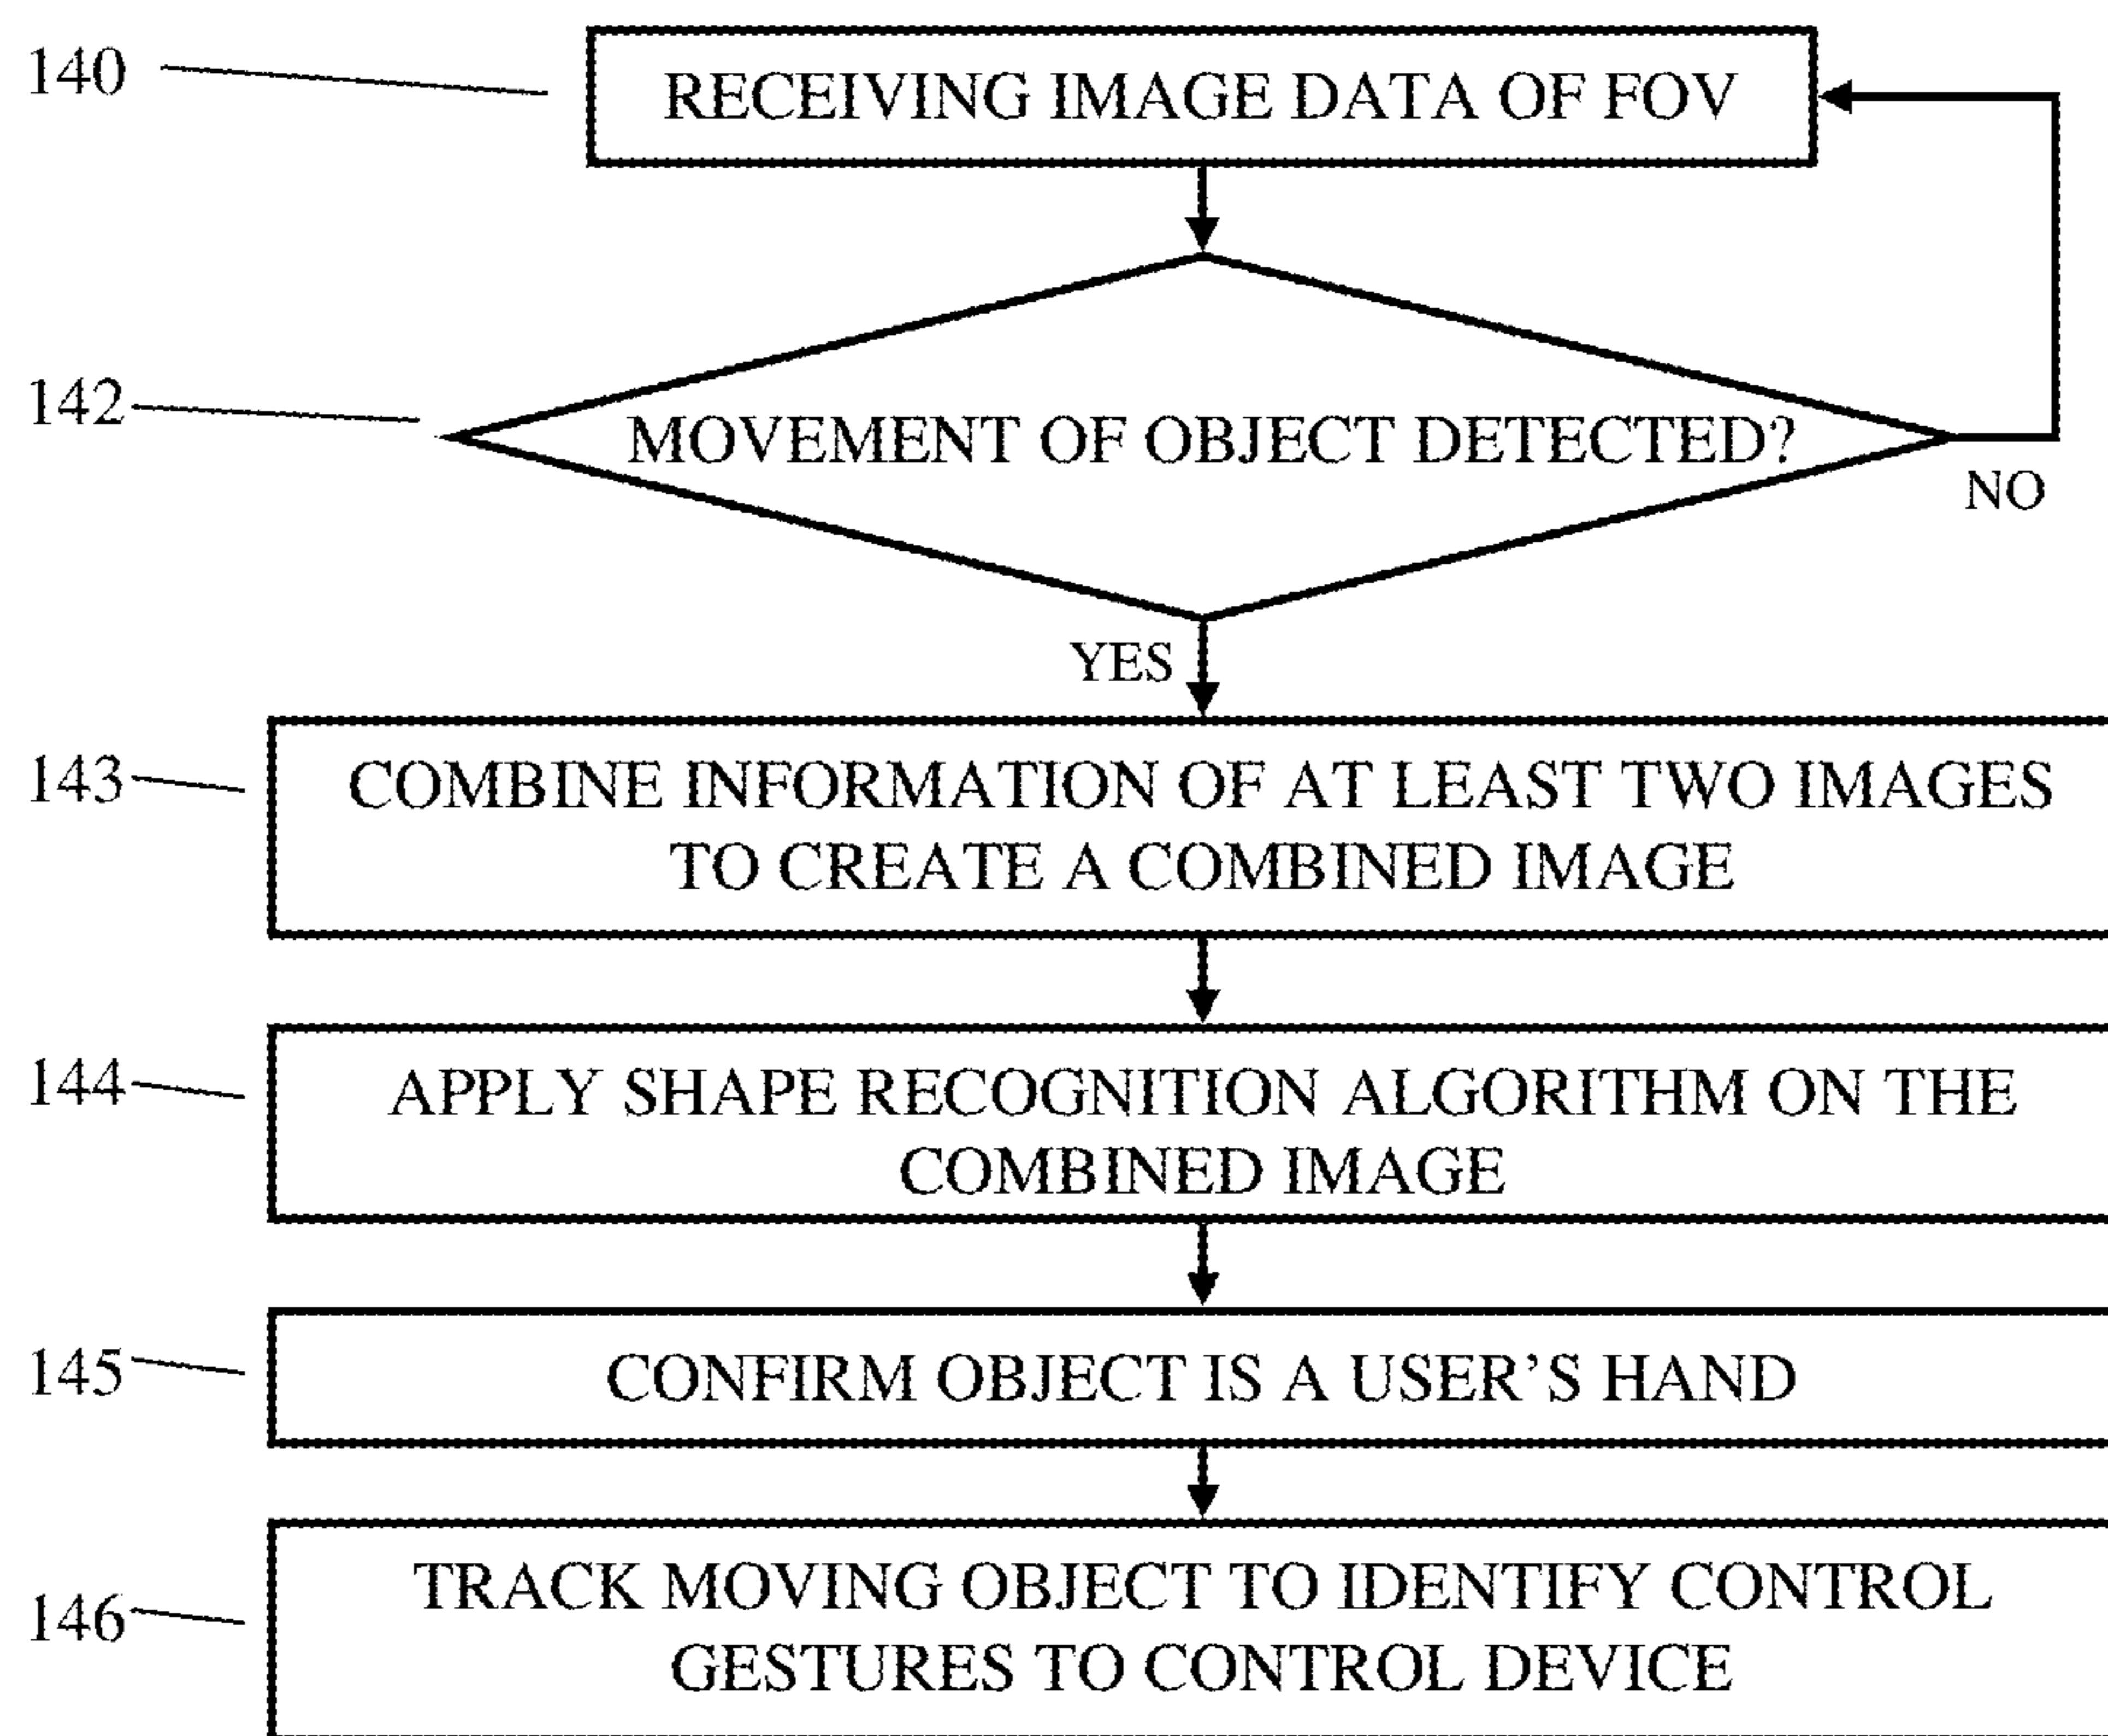 140
RECEIVING IMAGE DATA OF FOV
142
MOVEMENT OF OBJECT DETECTED?
NO
YES
143
COMBINE INFORMATION OF AT LEAST TWO IMAGES
TO CREATE A COMBINED IMAGE
144
APPLY SHAPE RECOGNITION ALGORITHM ON THE
COMBINED IMAGE
145
CONFIRM OBJECT IS A USER’S HAND
146
TRACK MOVING OBJECT TO IDENTIFY CONTROL
GESTURES TO CONTROL DEVICE